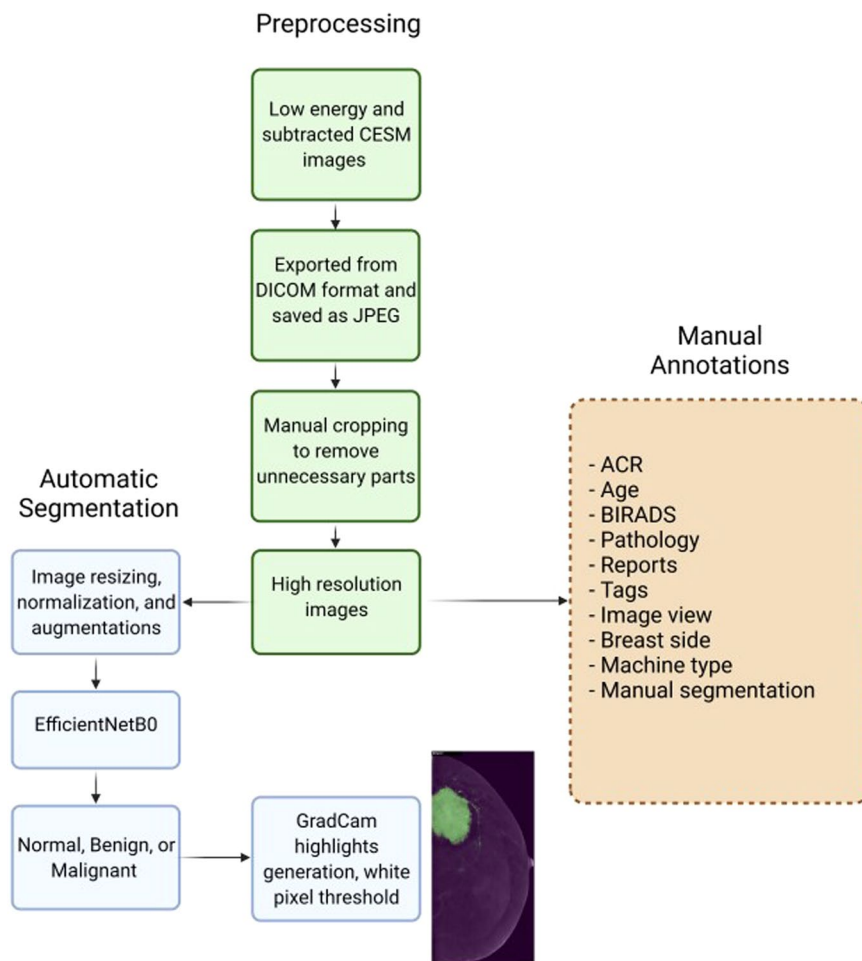 Preprocessing
Low energy and
subtracted CESM
images
Exported from
DICOM format and
saved as JPEG
Manual cropping
to remove
unnecessary parts
High resolution
images
Automatic
Segmentation
Image resizing,
normalization, and
augmentations
EfficientNetB0
Normal, Benign, or
Malignant
GradCam
highlights
generation, white
pixel threshold
Manual
Annotations
- ACR
- Age
- BIRADS
- Pathology
- Reports
- Tags
- Image view
- Breast side
- Machine type
- Manual segmentation